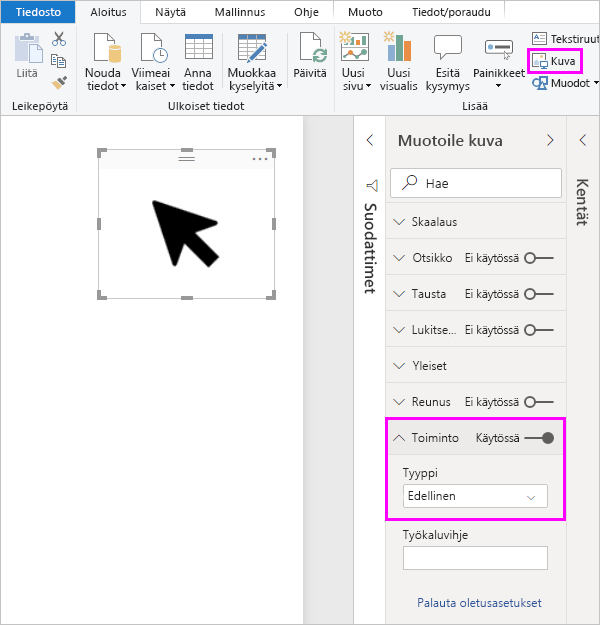 Tiedosto Aloitus Näytä Mallinnus Ohje Muoto Tiedot/poraudu
Liitä
Nouda tiedot
Viimeai kaiset
Anna tiedot
Muokkaa kyselyitä
Päivitä
Uusi sivu
Uusi visualis
Esitä kysymys
Painikkeet
Tekstiruut
Kuva
Muodot
Leikepöytä
Ulkoiset tiedot
Lisää
Suodattimet
Muotoile kuva
Hae
Skaalaus
Otsikko Ei käytössä
Tausta Ei käytössä
Lukitse... Ei käytössä
Yleiset
Reunus Ei käytössä
Toiminto Käytössä
Tyyppi
Edellinen
Työkaluvihje
Palauta oletusasetukset
Kentät